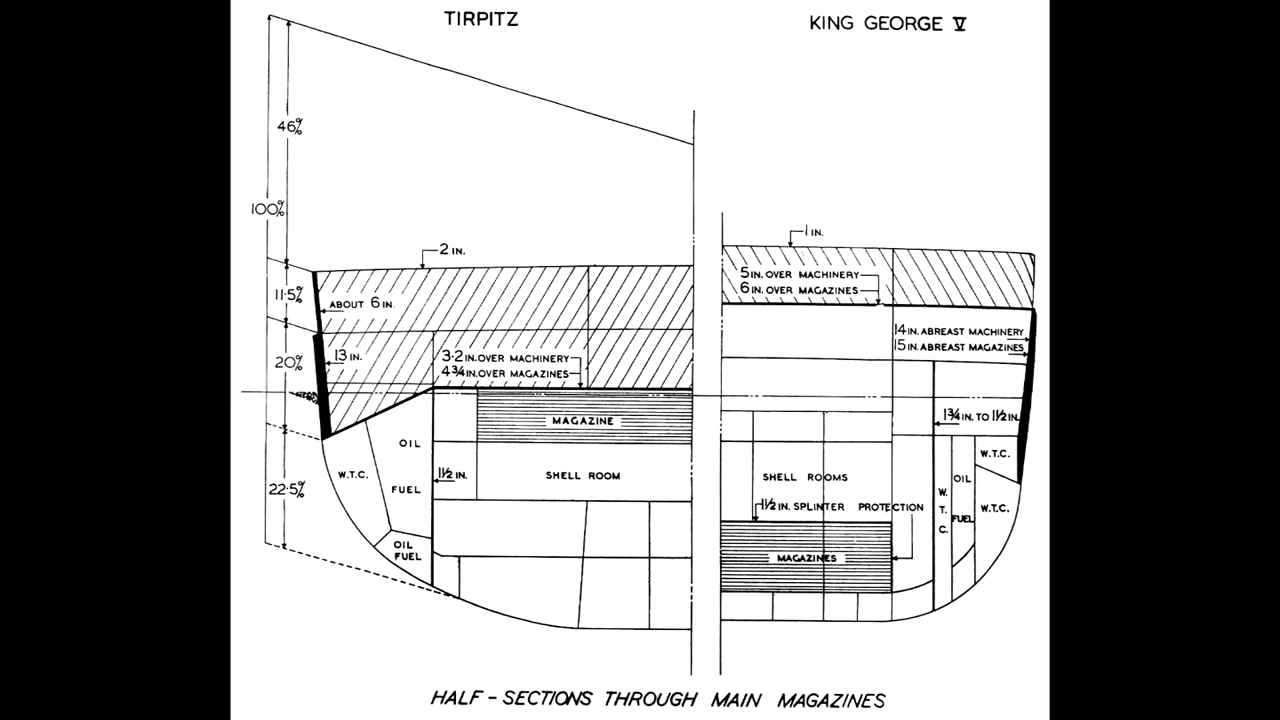 TIRPITZ
KING GEORGE V
46%
100%
11.5%
20%
22.5%
2 IN.
ABOUT 6 IN.
13 IN.
3.2 IN. OVER MACHINERY
4¾ IN. OVER MAGAZINES
MAGAZINE
OIL
FUEL
W.T.C.
1½ IN.
SHELL ROOM
OIL
FUEL
1 IN.
5 IN. OVER MACHINERY
6 IN. OVER MAGAZINES
14 IN. ABREAST MACHINERY
15 IN. ABREAST MAGAZINES
1¾ IN. TO 1½ IN.
SHELL ROOMS
1½ IN. SPLINTER PROTECTION
MAGAZINES
W.
T.
C.
OIL
FUEL
W.T.C.
W.T.C.
HALF - SECTIONS THROUGH MAIN MAGAZINES